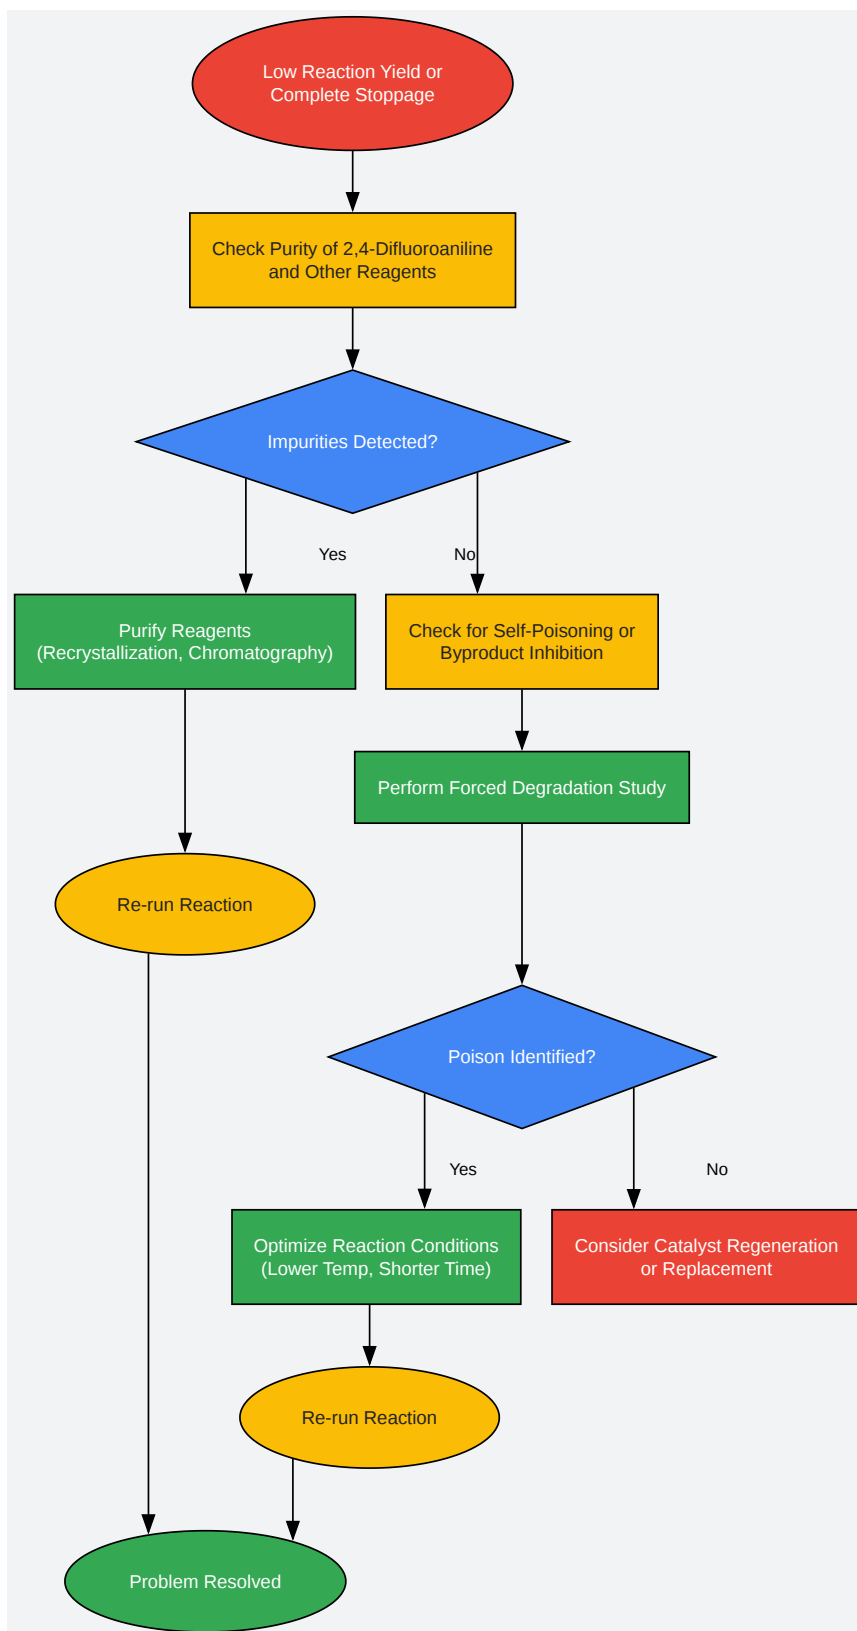 Low Reaction Yield or
Complete Stoppage
Check Purity of 2,4-Difluoroaniline
and Other Reagents
Impurities Detected?
Yes
No
Purify Reagents
(Recrystallization, Chromatography)
Check for Self-Poisoning or
Byproduct Inhibition
Perform Forced Degradation Study
Re-run Reaction
Poison Identified?
Yes
No
Optimize Reaction Conditions
(Lower Temp, Shorter Time)
Consider Catalyst Regeneration
or Replacement
Re-run Reaction
Problem Resolved